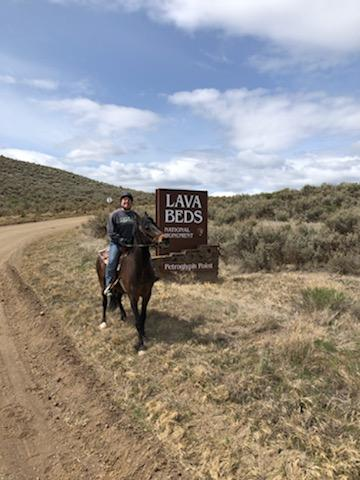 LAVA
BEDS
NATIONAL
MONUMENT
Petroglyph Point